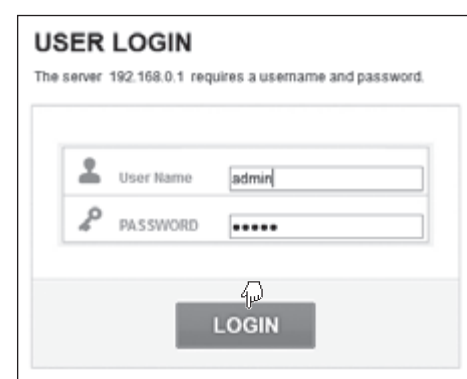 USER LOGIN
The server 192.168.0.1 requires a username and password.
User Name admin
PASSWORD •••••
LOGIN